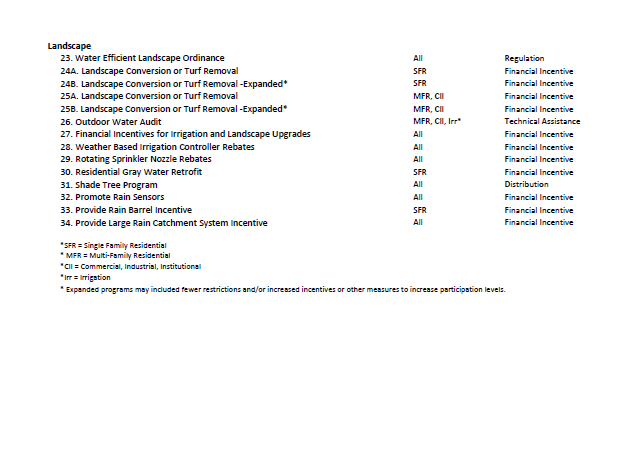 Landscape
23. Water Efficient Landscape Ordinance All Regulation
24A. Landscape Conversion or Turf Removal SFR Financial Incentive
24B. Landscape Conversion or Turf Removal -Expanded* SFR Financial Incentive
25A. Landscape Conversion or Turf Removal MFR, CII Financial Incentive
25B. Landscape Conversion or Turf Removal -Expanded* MFR, CII Financial Incentive
26. Outdoor Water Audit MFR, CII, Irr* Technical Assistance
27. Financial Incentives for Irrigation and Landscape Upgrades All Financial Incentive
28. Weather Based Irrigation Controller Rebates All Financial Incentive
29. Rotating Sprinkler Nozzle Rebates All Financial Incentive
30. Residential Gray Water Retrofit SFR Financial Incentive
31. Shade Tree Program All Distribution
32. Promote Rain Sensors All Financial Incentive
33. Provide Rain Barrel Incentive SFR Financial Incentive
34. Provide Large Rain Catchment System Incentive All Financial Incentive
*SFR = Single Family Residential
* MFR = Multi-Family Residential
*CII = Commercial, Industrial, Institutional
*Irr = Irrigation
* Expanded programs may included fewer restrictions and/or increased incentives or other measures to increase participation levels.